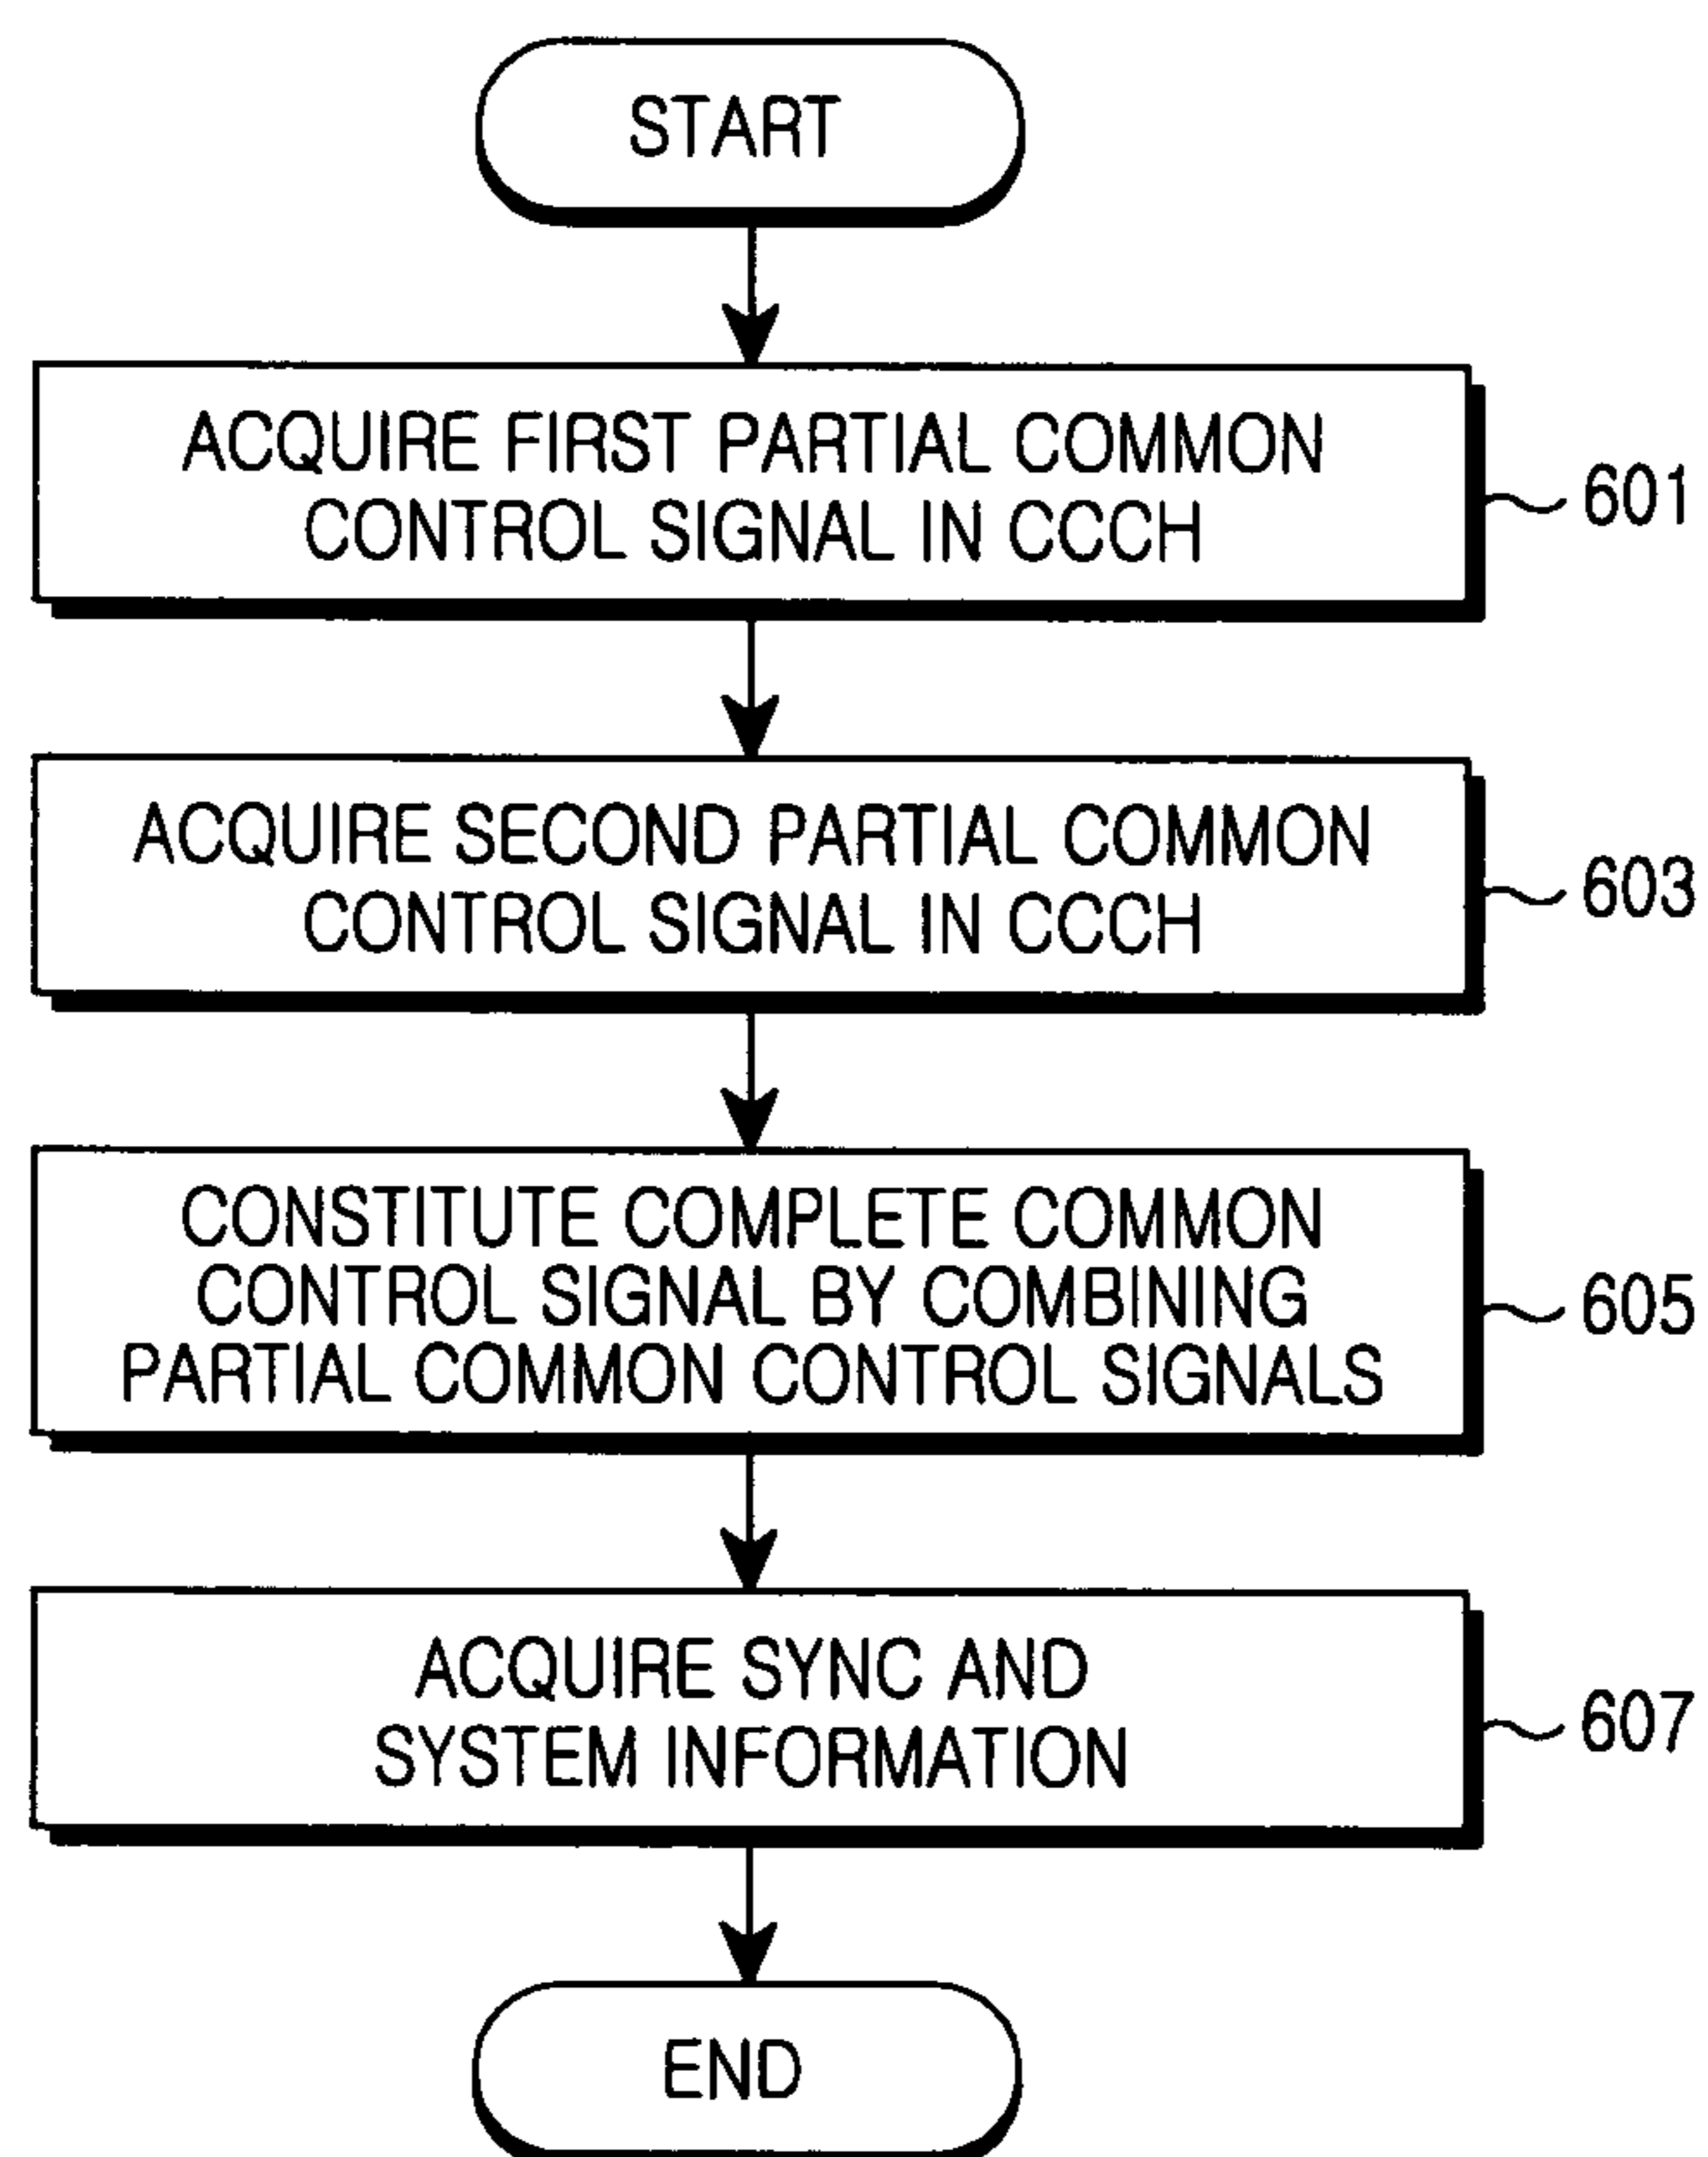 START
ACQUIRE FIRST PARTIAL COMMON
CONTROL SIGNAL IN CCCH
601
ACQUIRE SECOND PARTIAL COMMON
CONTROL SIGNAL IN CCCH
603
CONSTITUTE COMPLETE COMMON
CONTROL SIGNAL BY COMBINING
PARTIAL COMMON CONTROL SIGNALS
605
ACQUIRE SYNC AND
SYSTEM INFORMATION
607
END